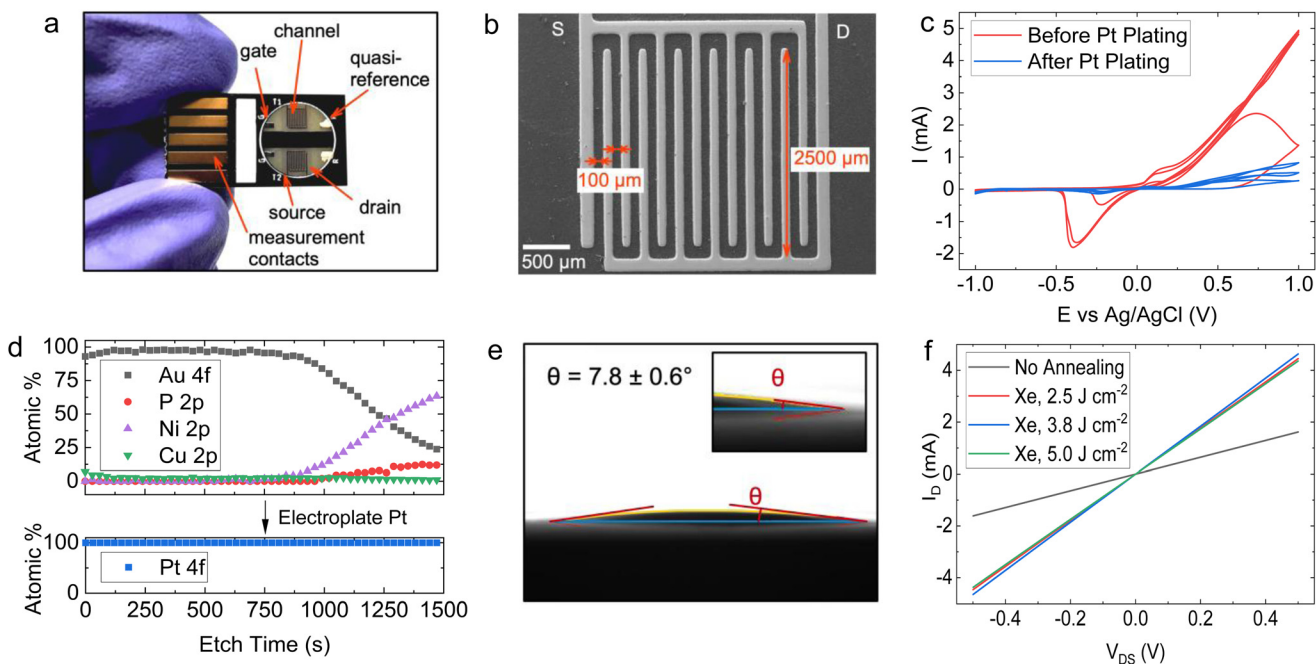 a
channel
gate
quasi-
reference
T1
T2
source
drain
measurement
contacts
b
S
D
100 µm
2500 µm
500 µm
c
Before Pt Plating
After Pt Plating
I (mA)
5
4
3
2
1
0
-1
-2
-1.0
-0.5
0.0
0.5
1.0
E vs Ag/AgCl (V)
d
Atomic %
100
75
50
25
0
Au 4f
P 2p
Ni 2p
Cu 2p
Electroplate Pt
Atomic %
100
0
Pt 4f
0
250
500
750
1000
1250
1500
Etch Time (s)
e
θ = 7.8 ± 0.6°
θ
θ
f
No Annealing
Xe, 2.5 J cm⁻²
Xe, 3.8 J cm⁻²
Xe, 5.0 J cm⁻²
I_D (mA)
4
2
0
-2
-4
-0.4
-0.2
0.0
0.2
0.4
V_DS (V)